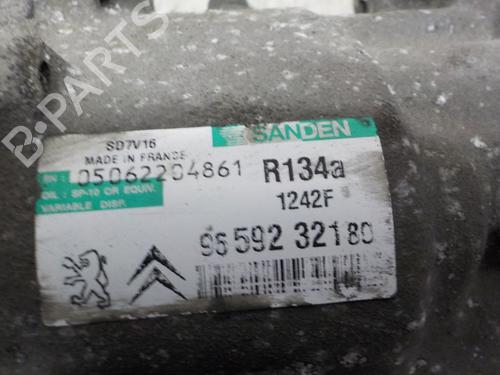 B-PARTS
SD7V16
MADE IN FRANCE
SANDEN
SN: 05062204861
R134a
OIL: SP-10 OR EQUIV.
VARIABLE DISP.
1242F
96 592 321 80